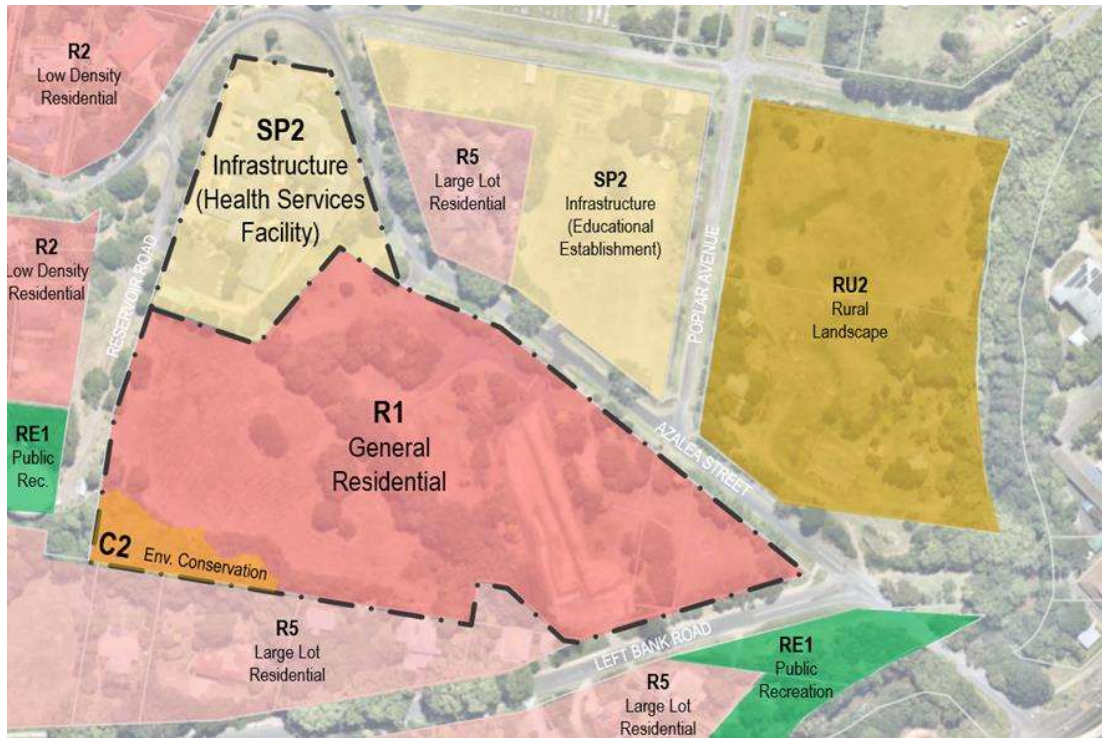 R2
Low Density
Residential
SP2
Infrastructure
(Health Services
Facility)
R5
Large Lot
Residential
SP2
Infrastructure
(Educational
Establishment)
POPLAR AVENUE
RU2
Rural
Landscape
R2
Low Density
Residential
RESERVOIR ROAD
RE1
Public
Rec.
R1
General
Residential
AZALEA STREET
C2 Env. Conservation
R5
Large Lot
Residential
LEFT BANK ROAD
RE1
Public
Recreation
R5
Large Lot
Residential